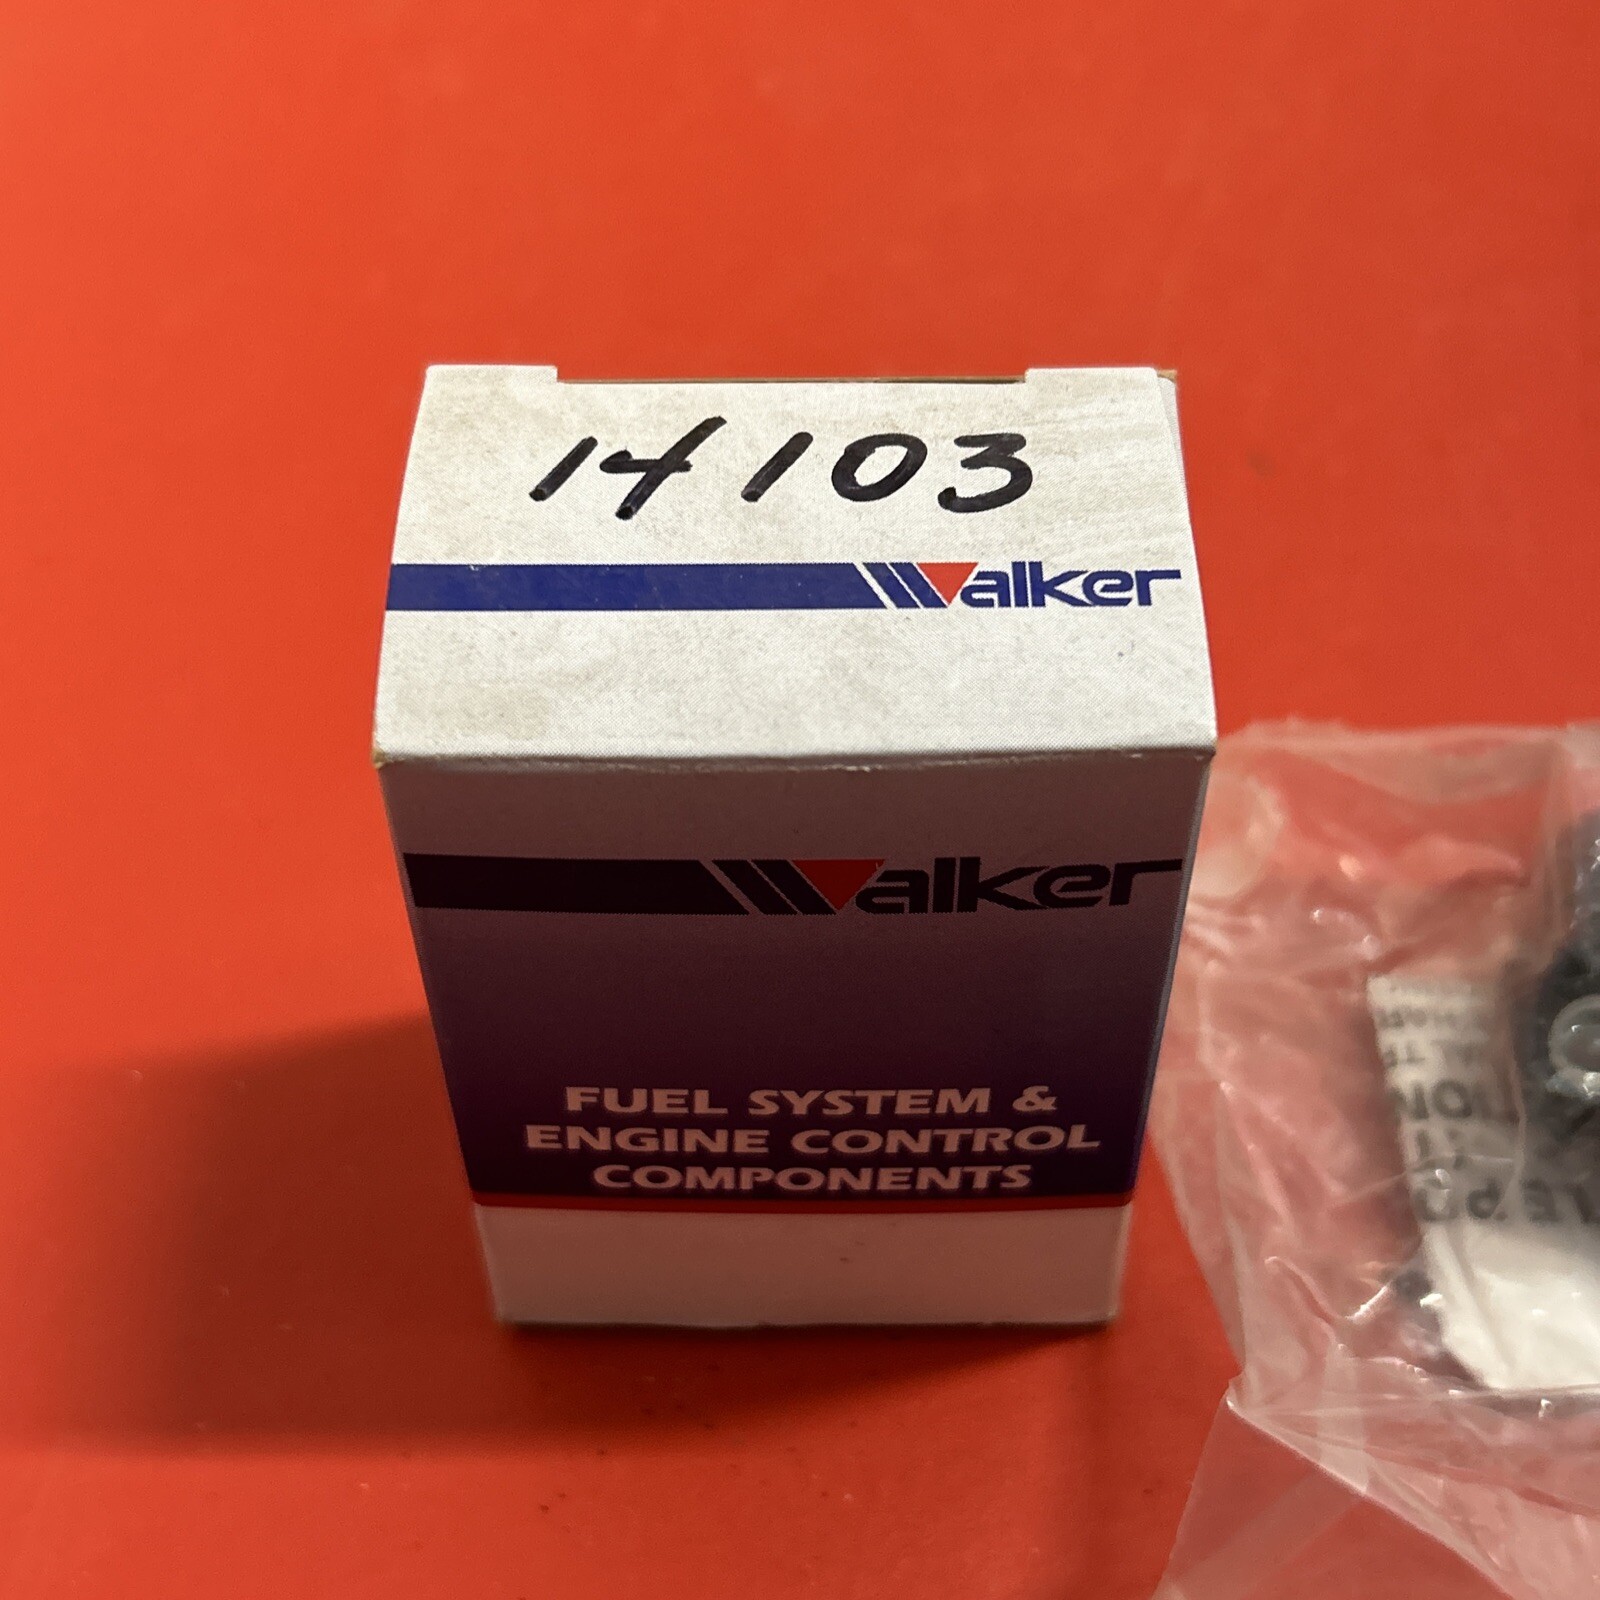 14103
Walker
Walker
FUEL SYSTEM &
ENGINE CONTROL
COMPONENTS